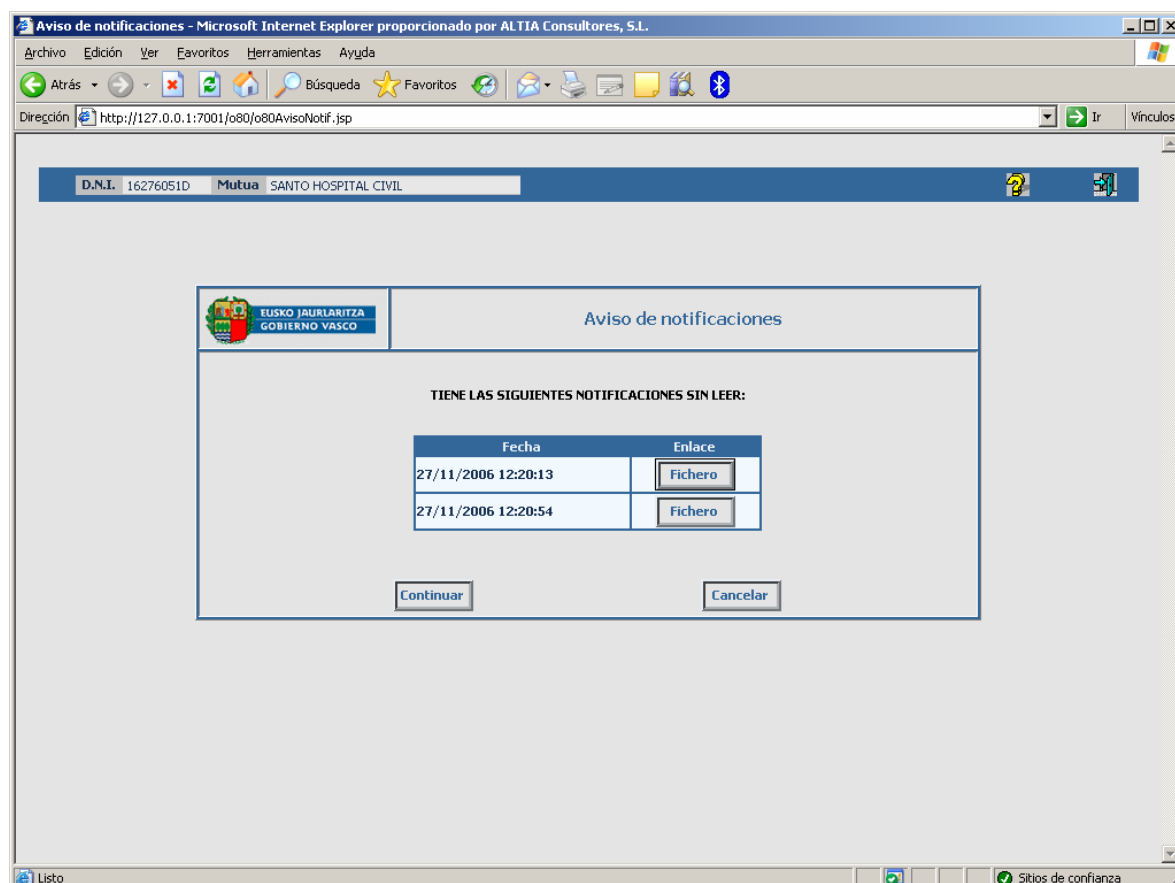 Aviso de notificaciones - Microsoft Internet Explorer proporcionado por ALTIA Consultores, S.L.
Archivo Edición Ver Favoritos Herramientas Ayuda
Atrás Búsqueda Favoritos
Dirección http://127.0.0.1:7001/o80/o80AvisoNotif.jsp Ir Vínculos
D.N.I. 16276051D Mutua SANTO HOSPITAL CIVIL
EUSKO JAURLARITZA
GOBIERNO VASCO
Aviso de notificaciones
TIENE LAS SIGUIENTES NOTIFICACIONES SIN LEER:
Fecha Enlace
27/11/2006 12:20:13 Fichero
27/11/2006 12:20:54 Fichero
Continuar Cancelar
Listo Sitios de confianza